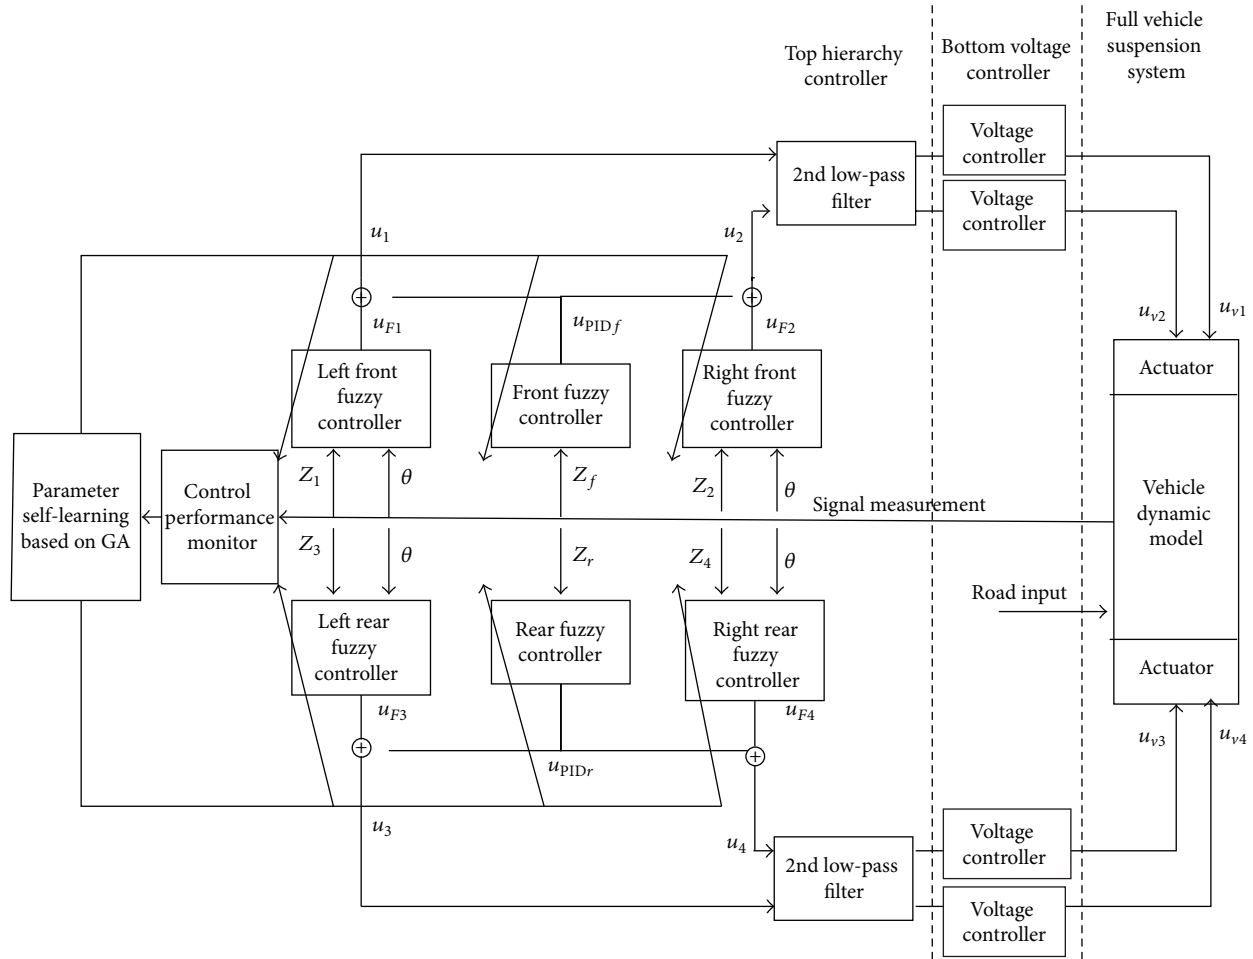 Top hierarchy
controller
Bottom voltage
controller
Full vehicle
suspension
system
Voltage
controller
2nd low-pass
filter
Voltage
controller
u1
u2
uF1
uPIDf
uF2
uv2
uv1
Left front
fuzzy
controller
Front fuzzy
controller
Right front
fuzzy
controller
Actuator
Parameter
self-learning
based on GA
Control
performance
monitor
Z1
θ
Zf
Z2
θ
Signal measurement
Vehicle
dynamic
model
Z3
θ
Zr
Z4
θ
Road input
Left rear
fuzzy
controller
Rear fuzzy
controller
Right rear
fuzzy
controller
Actuator
uF3
uPIDr
uF4
uv3
uv4
u3
u4
2nd low-pass
filter
Voltage
controller
Voltage
controller